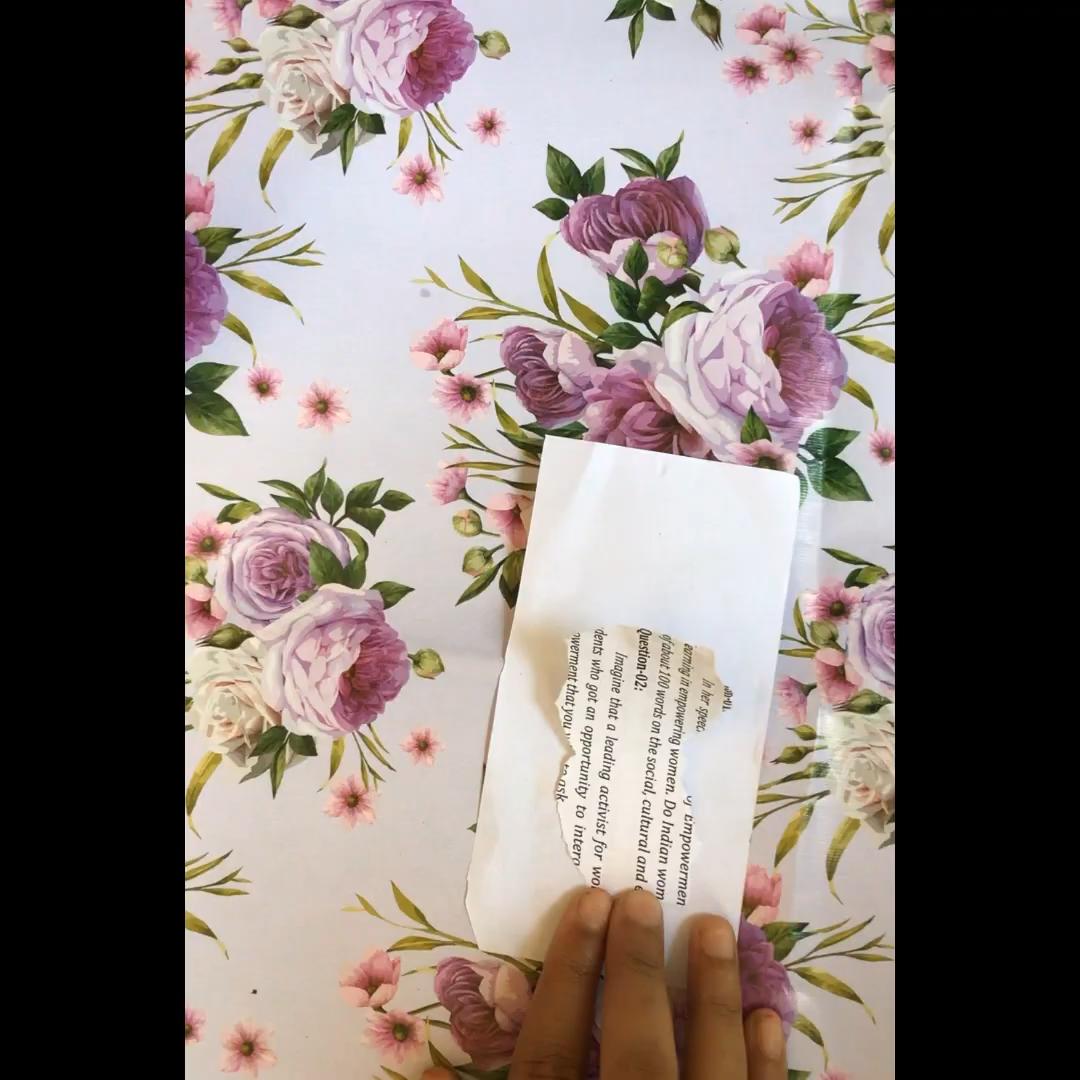 In her speec
of Empowermen
earning in empowering women. Do Indian wom
of about 100 words on the social, cultural and e
Question-02:
Imagine that a leading activist for wo
dents who got an opportunity to intera
owerment that you
to ask